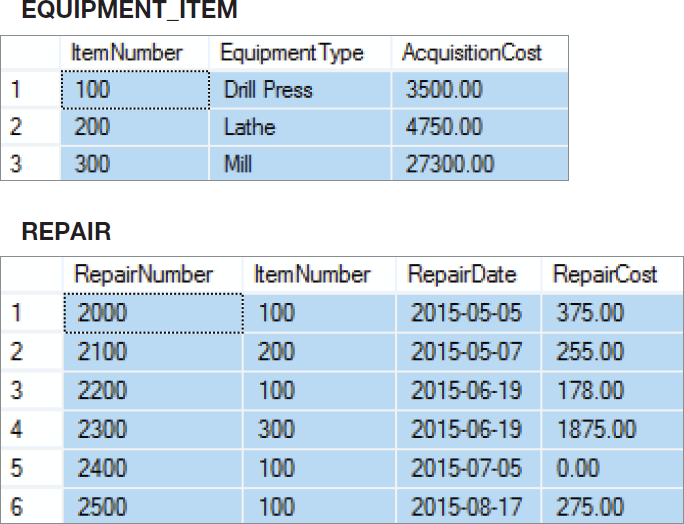 EQUIPMENT_ITEM
ItemNumber EquipmentType AcquisitionCost
1 100 Drill Press 3500.00
2 200 Lathe 4750.00
3 300 Mill 27300.00
REPAIR
RepairNumber ItemNumber RepairDate RepairCost
1 2000 100 2015-05-05 375.00
2 2100 200 2015-05-07 255.00
3 2200 100 2015-06-19 178.00
4 2300 300 2015-06-19 1875.00
5 2400 100 2015-07-05 0.00
6 2500 100 2015-08-17 275.00